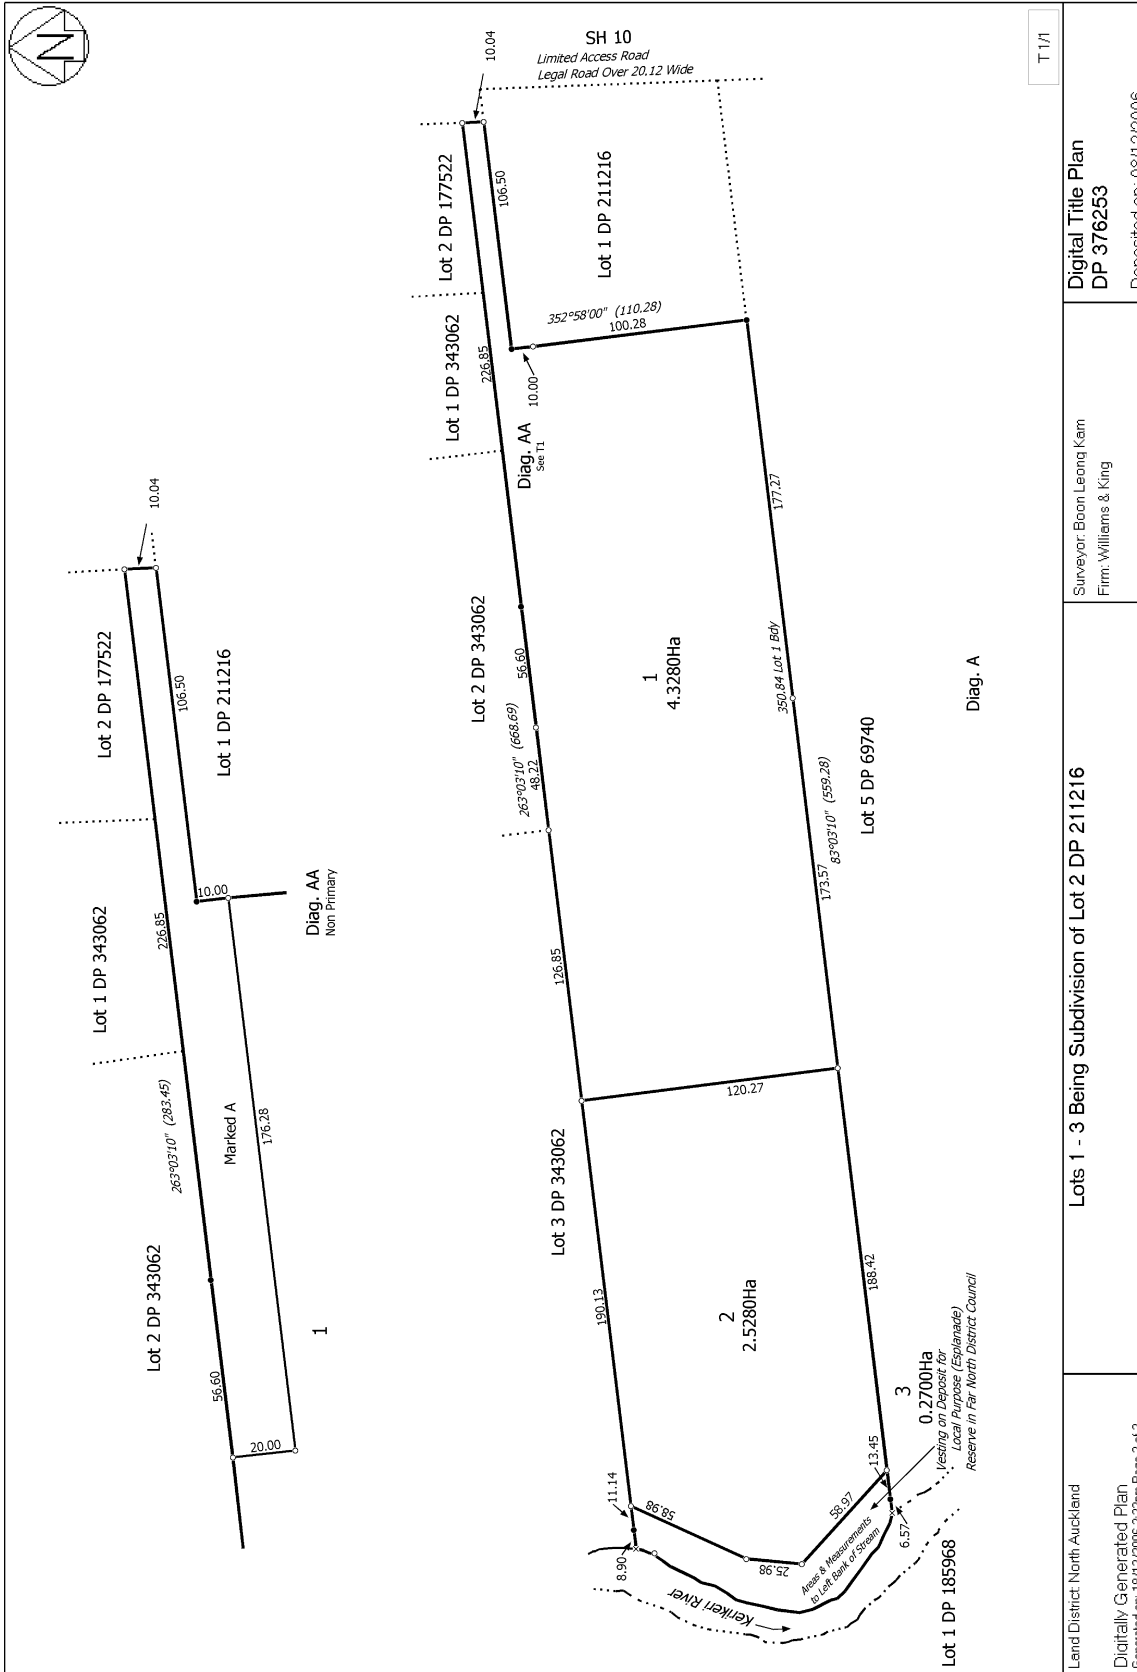 N
SH 10
Limited Access Road
Legal Road Over 20.12 Wide
10.04
Lot 2 DP 177522
106.50
Lot 1 DP 211216
Lot 1 DP 343062
226.85
352°58'00" (110.28)
100.28
10.00
Diag. AA
See T1
177.27
Lot 2 DP 343062
56.60
263°03'10" (668.69)
48.22
1
4.3280Ha
350.84 Lot 1 Bdy
Lot 5 DP 69740
83°03'10" (559.28)
173.57
126.85
120.27
Lot 3 DP 343062
190.13
2
2.5280Ha
188.42
3
0.2700Ha
Vesting on Deposit for
Local Purpose (Esplanade)
Reserve in Far North District Council
13.45
6.57
11.14
8.90
58.98
25.98
58.97
Areas & Measurements
to Left Bank of Stream
Kerikeri River
Lot 1 DP 185968
Diag. A
10.04
Lot 2 DP 177522
106.50
Lot 1 DP 211216
Lot 1 DP 343062
226.85
10.00
Diag. AA
Non Primary
263°03'10" (283.45)
Marked A
176.28
Lot 2 DP 343062
56.60
20.00
1
T 1/1
Land District: North Auckland
Digitally Generated Plan
Lots 1 - 3 Being Subdivision of Lot 2 DP 211216
Surveyor: Boon Leong Kam
Firm: Williams & King
Digital Title Plan
DP 376253
Deposited on: